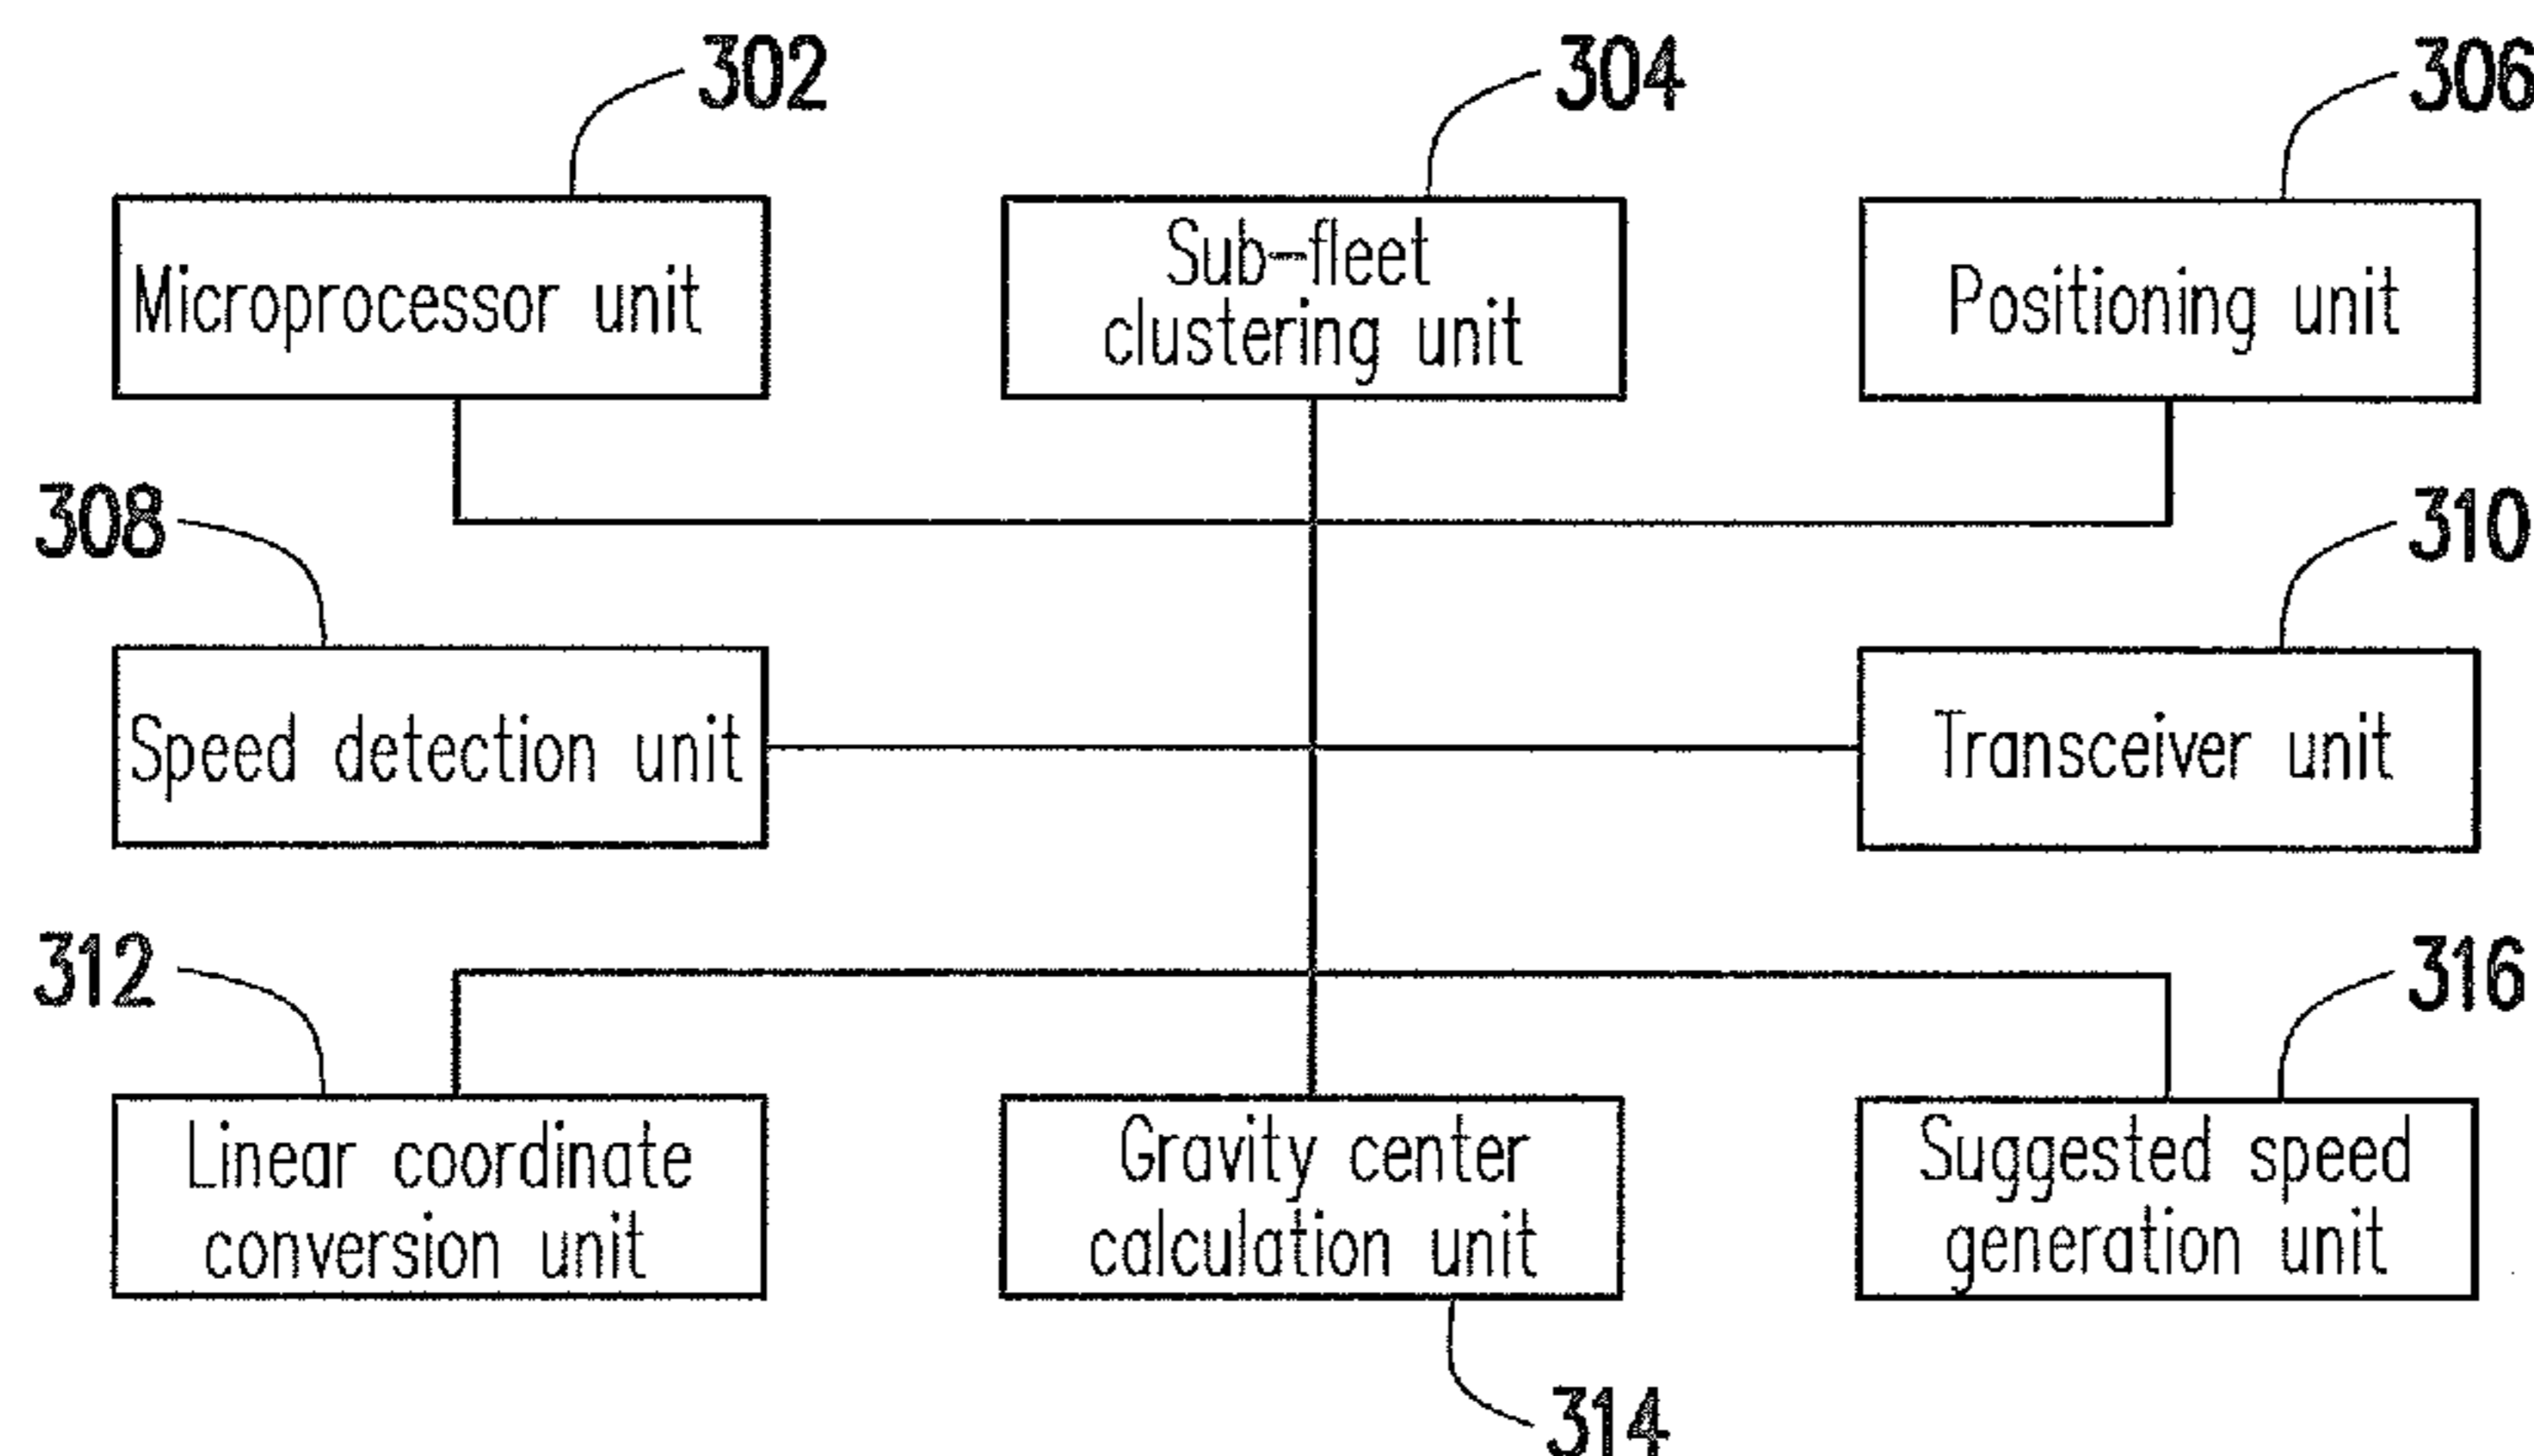 302
304
306
Microprocessor unit
Sub-fleet
clustering unit
Positioning unit
308
310
Speed detection unit
Transceiver unit
312
316
Linear coordinate
conversion unit
Gravity center
calculation unit
Suggested speed
generation unit
314